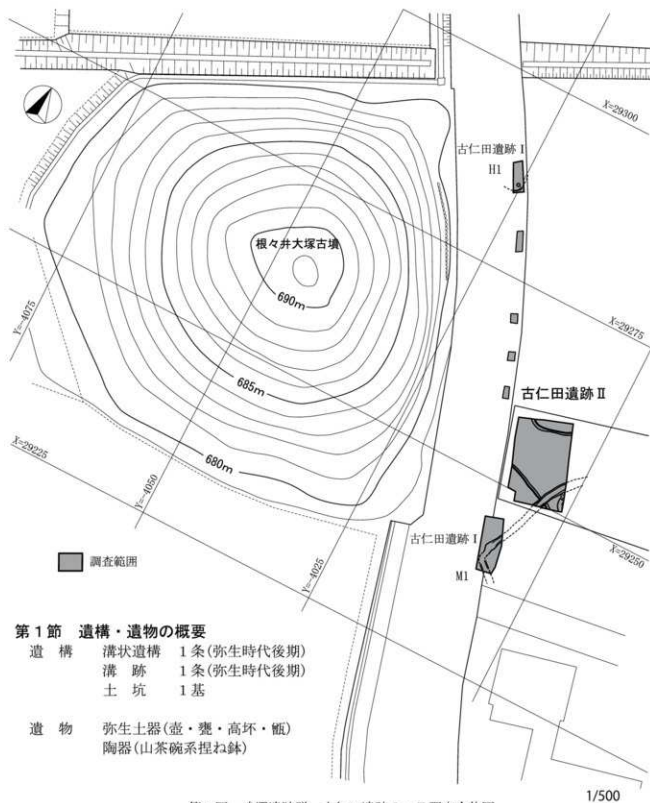 X=29300
古仁田遺跡 I
H1
根々井大塚古墳
690m
Y=-4075
X=29275
685m
古仁田遺跡 II
X=29225
680m
Y=-4050
古仁田遺跡 I
Y=-4025
X=29250
調査範囲
M1
第1節 遺構・遺物の概要
遺 構 溝状遺構 1条(弥生時代後期)
溝 跡 1条(弥生時代後期)
土 坑 1基
遺 物 弥生土器(壺・甕・高坏・甑)
陶器(山茶碗系捏ね鉢)
1/500